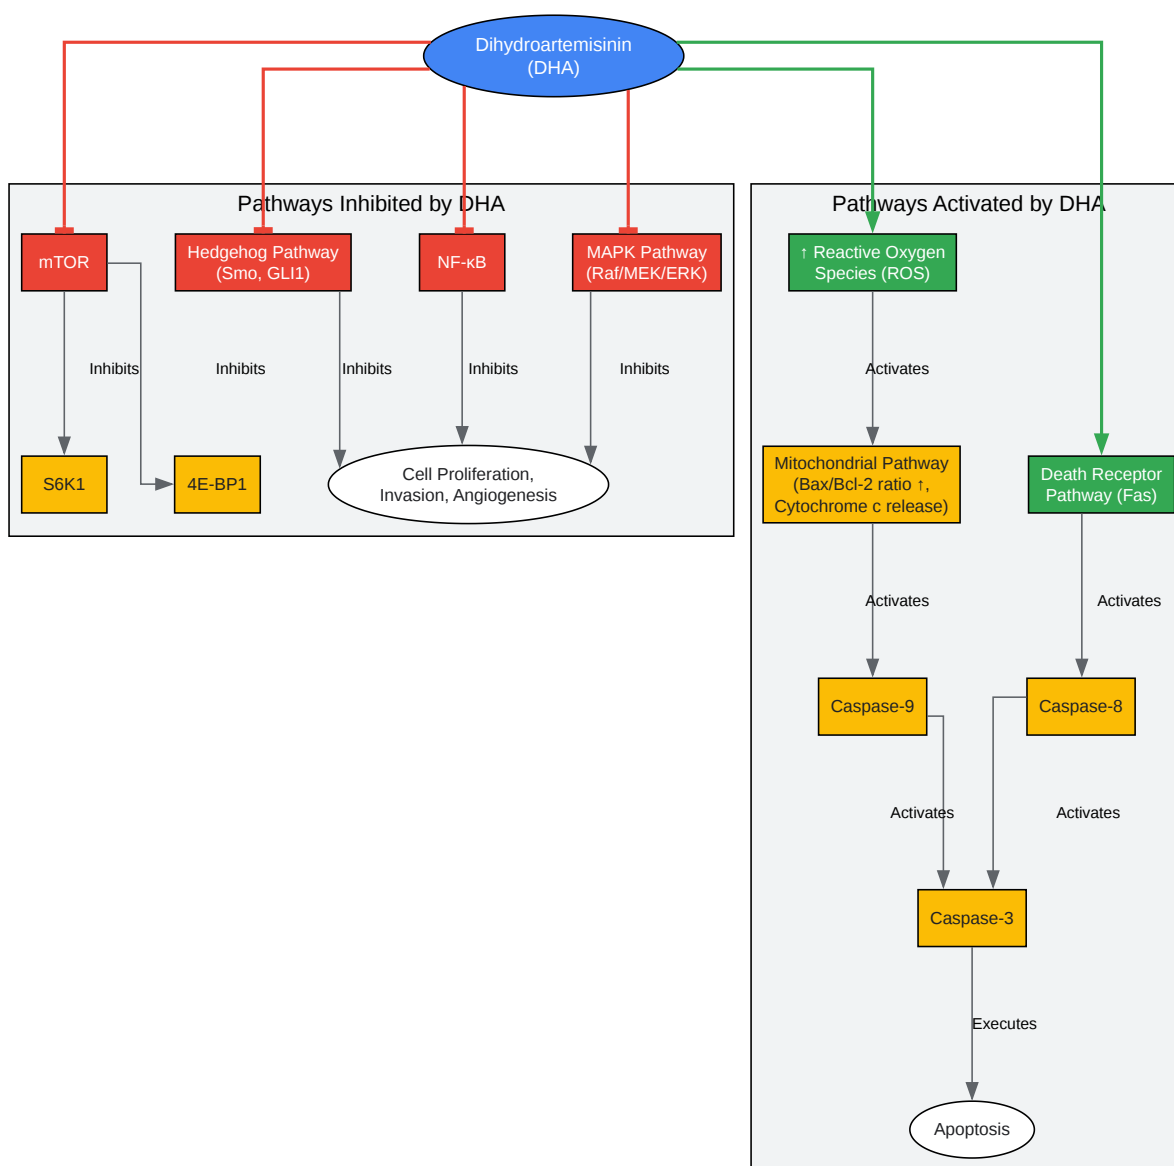 Dihydroartemisinin
(DHA)
Pathways Inhibited by DHA
mTOR
Hedgehog Pathway
(Smo, GLI1)
NF-κB
MAPK Pathway
(Raf/MEK/ERK)
Inhibits
Inhibits
Inhibits
Inhibits
Inhibits
S6K1
4E-BP1
Cell Proliferation,
Invasion, Angiogenesis
Pathways Activated by DHA
↑ Reactive Oxygen
Species (ROS)
Activates
Mitochondrial Pathway
(Bax/Bcl-2 ratio ↑,
Cytochrome c release)
Death Receptor
Pathway (Fas)
Activates
Activates
Caspase-9
Caspase-8
Activates
Activates
Caspase-3
Executes
Apoptosis